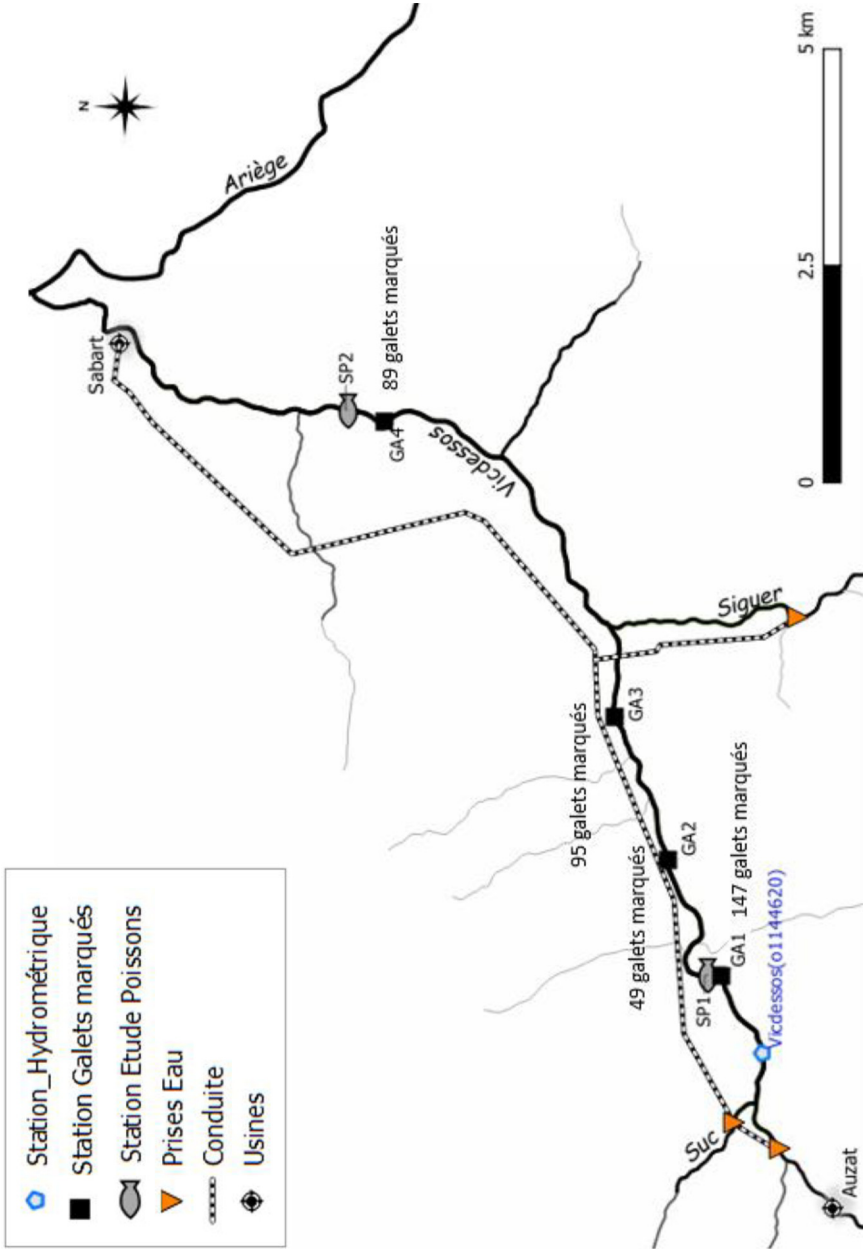 Station_Hydrométrique
Station Galets marqués
Station Etude Poissons
Prises Eau
Conduite
Usines
N
Ariège
Sabart
SP2
GA4
89 galets marqués
Vicdessos
Siguer
GA3
95 galets marqués
GA2
49 galets marqués
GA1
147 galets marqués
SP1
Vicdessos(o1144620)
Suc
Auzat
0
2.5
5 km